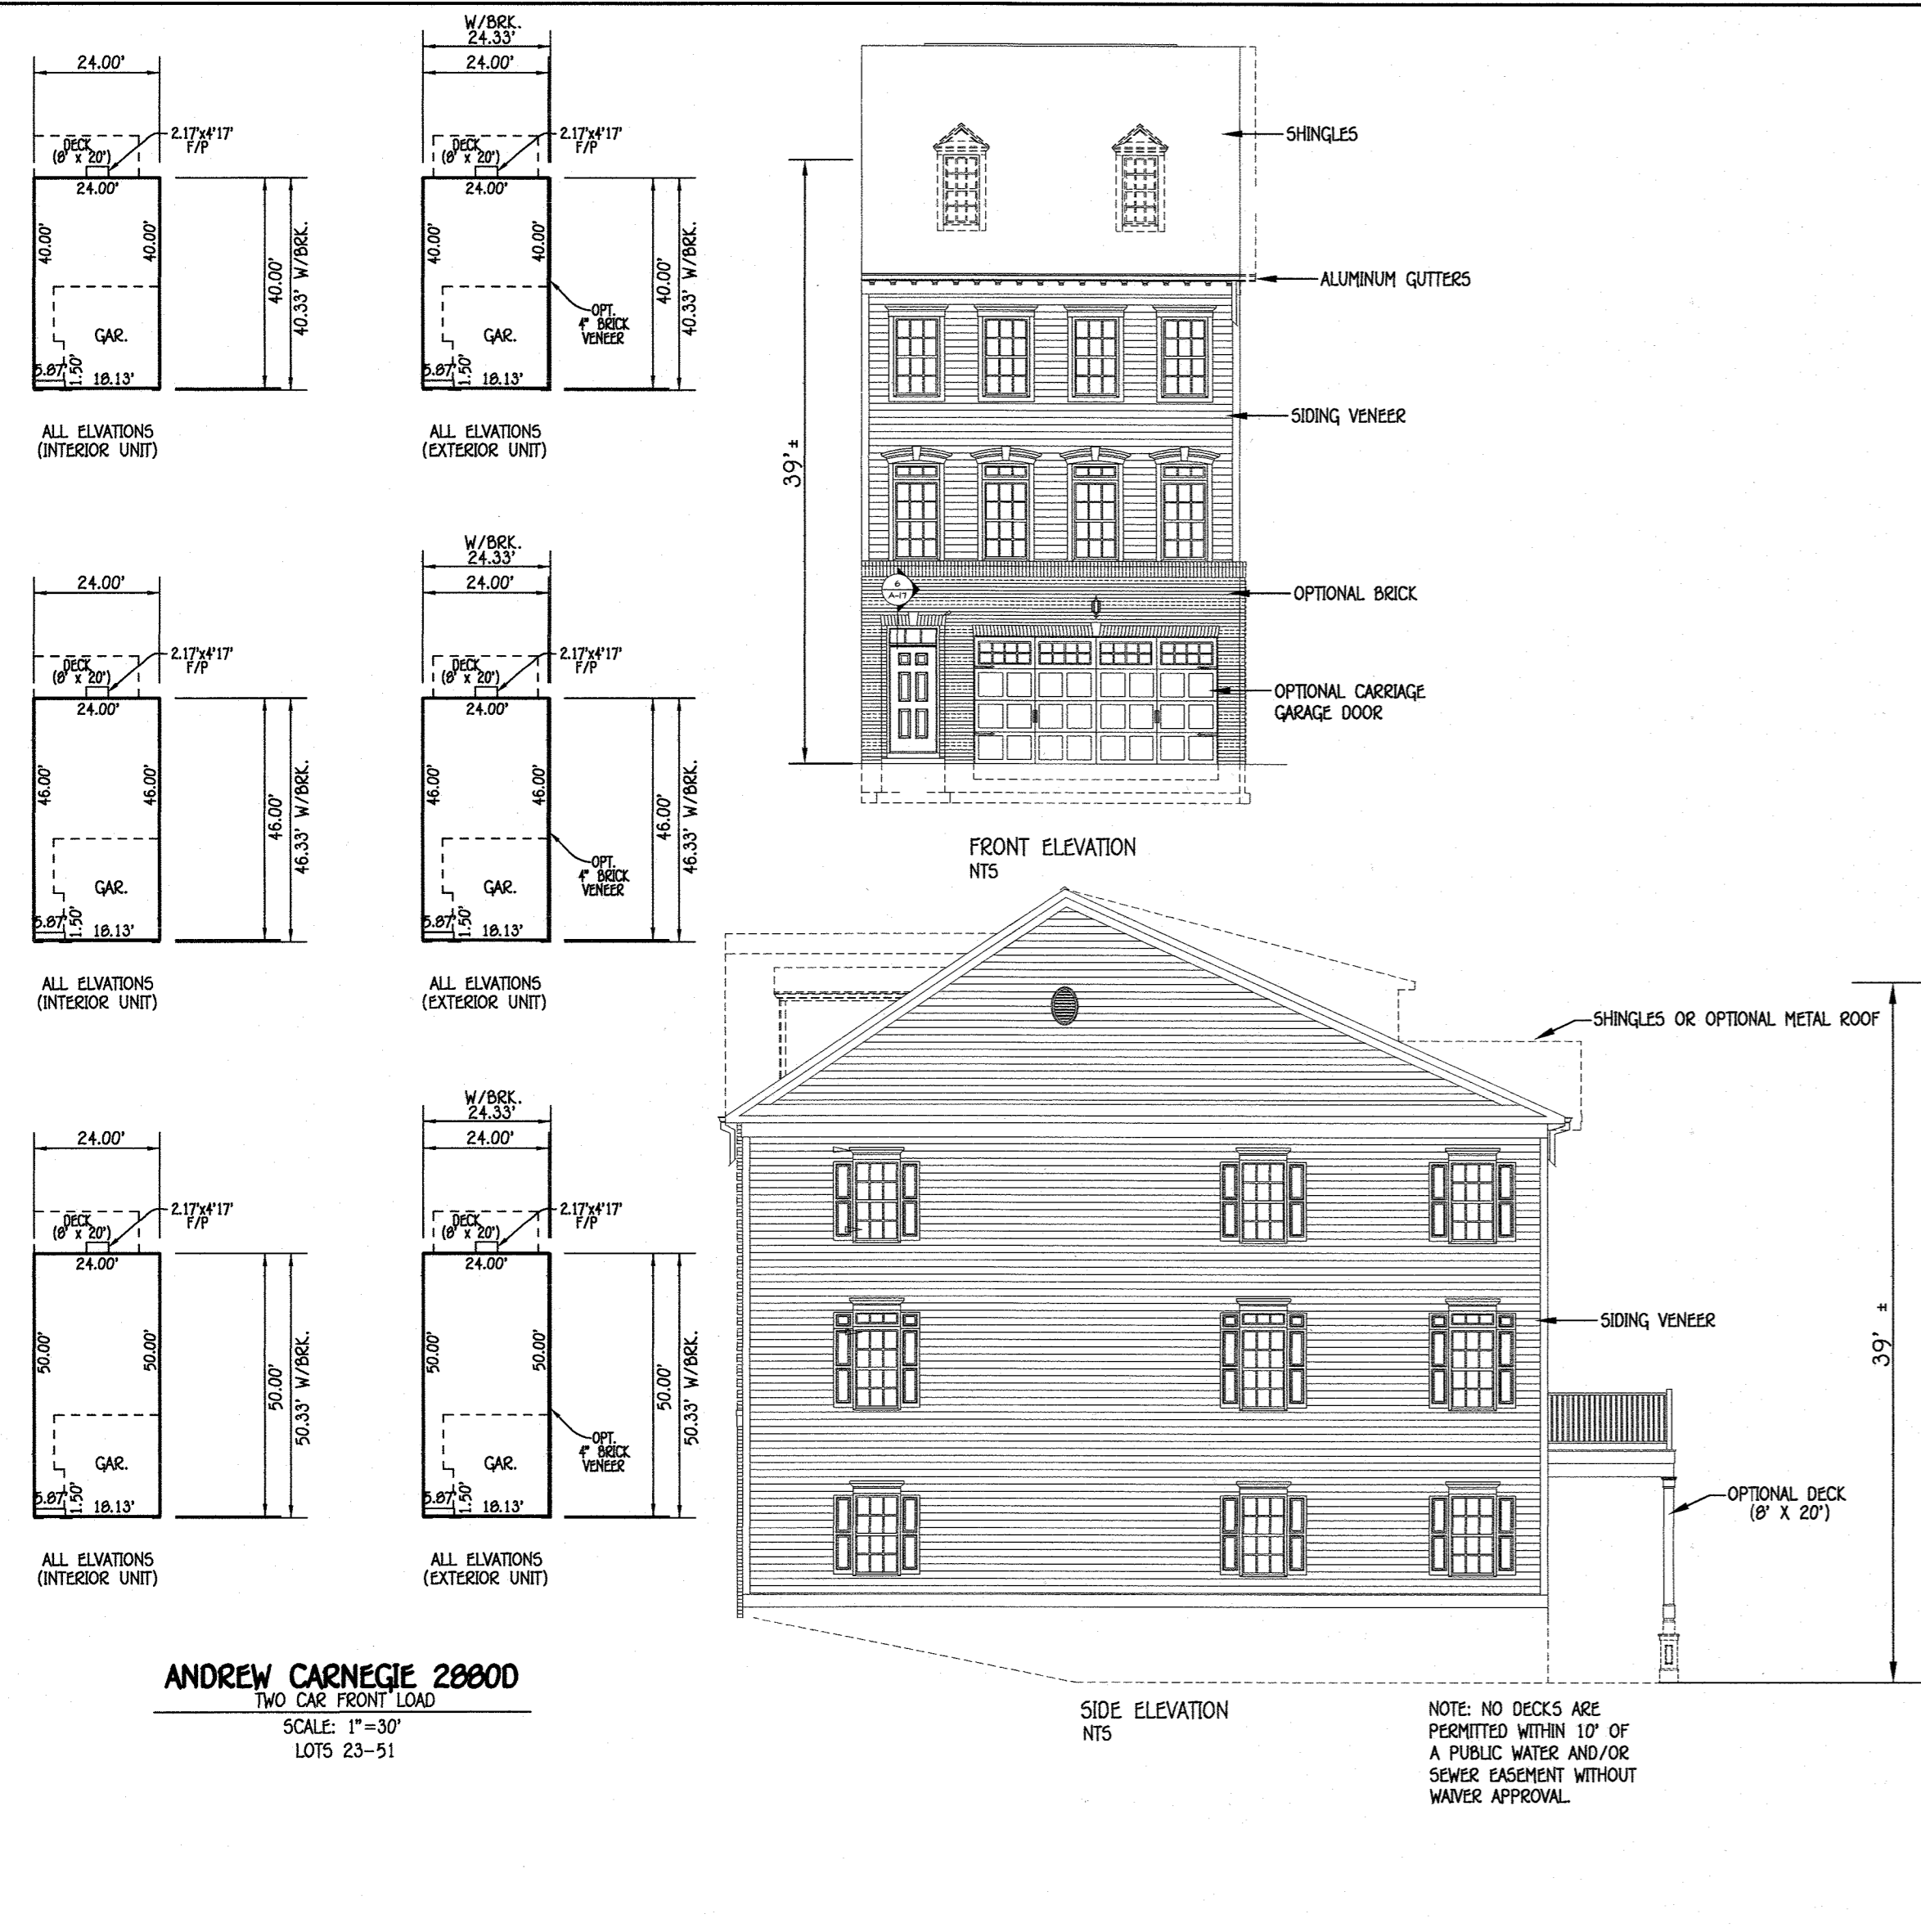 24.00'
2.17'x4'17'
F/P
DECK
(8' x 20')
24.00'
40.00'
40.00'
40.00'
40.33' W/BRK.
GAR.
5.87'
1.50'
18.13'
ALL ELVATIONS
(INTERIOR UNIT)
W/BRK.
24.33'
24.00'
2.17'x4'17'
F/P
DECK
(8' x 20')
24.00'
40.00'
40.00'
40.00'
40.33' W/BRK.
OPT.
4" BRICK
VENEER
GAR.
5.87'
1.50'
18.13'
ALL ELVATIONS
(EXTERIOR UNIT)
24.00'
2.17'x4'17'
F/P
DECK
(8' x 20')
24.00'
46.00'
46.00'
46.00'
46.33' W/BRK.
GAR.
5.87'
1.50'
18.13'
ALL ELVATIONS
(INTERIOR UNIT)
W/BRK.
24.33'
24.00'
2.17'x4'17'
F/P
DECK
(8' x 20')
24.00'
46.00'
46.00'
46.00'
46.33' W/BRK.
OPT.
4" BRICK
VENEER
GAR.
5.87'
1.50'
18.13'
ALL ELVATIONS
(EXTERIOR UNIT)
24.00'
2.17'x4'17'
F/P
DECK
(8' x 20')
24.00'
50.00'
50.00'
50.00'
50.33' W/BRK.
GAR.
5.87'
1.50'
18.13'
ALL ELVATIONS
(INTERIOR UNIT)
W/BRK.
24.33'
24.00'
2.17'x4'17'
F/P
DECK
(8' x 20')
24.00'
50.00'
50.00'
50.00'
50.33' W/BRK.
OPT.
4" BRICK
VENEER
GAR.
5.87'
1.50'
18.13'
ALL ELVATIONS
(EXTERIOR UNIT)
ANDREW CARNEGIE 2880D
TWO CAR FRONT LOAD
SCALE: 1"=30'
LOTS 23-51
SHINGLES
ALUMINUM GUTTERS
SIDING VENEER
39' ±
6
A-17
OPTIONAL BRICK
OPTIONAL CARRIAGE
GARAGE DOOR
FRONT ELEVATION
NTS
SHINGLES OR OPTIONAL METAL ROOF
SIDING VENEER
39' ±
OPTIONAL DECK
(8' X 20')
SIDE ELEVATION
NTS
NOTE: NO DECKS ARE
PERMITTED WITHIN 10' OF
A PUBLIC WATER AND/OR
SEWER EASEMENT WITHOUT
WAIVER APPROVAL.